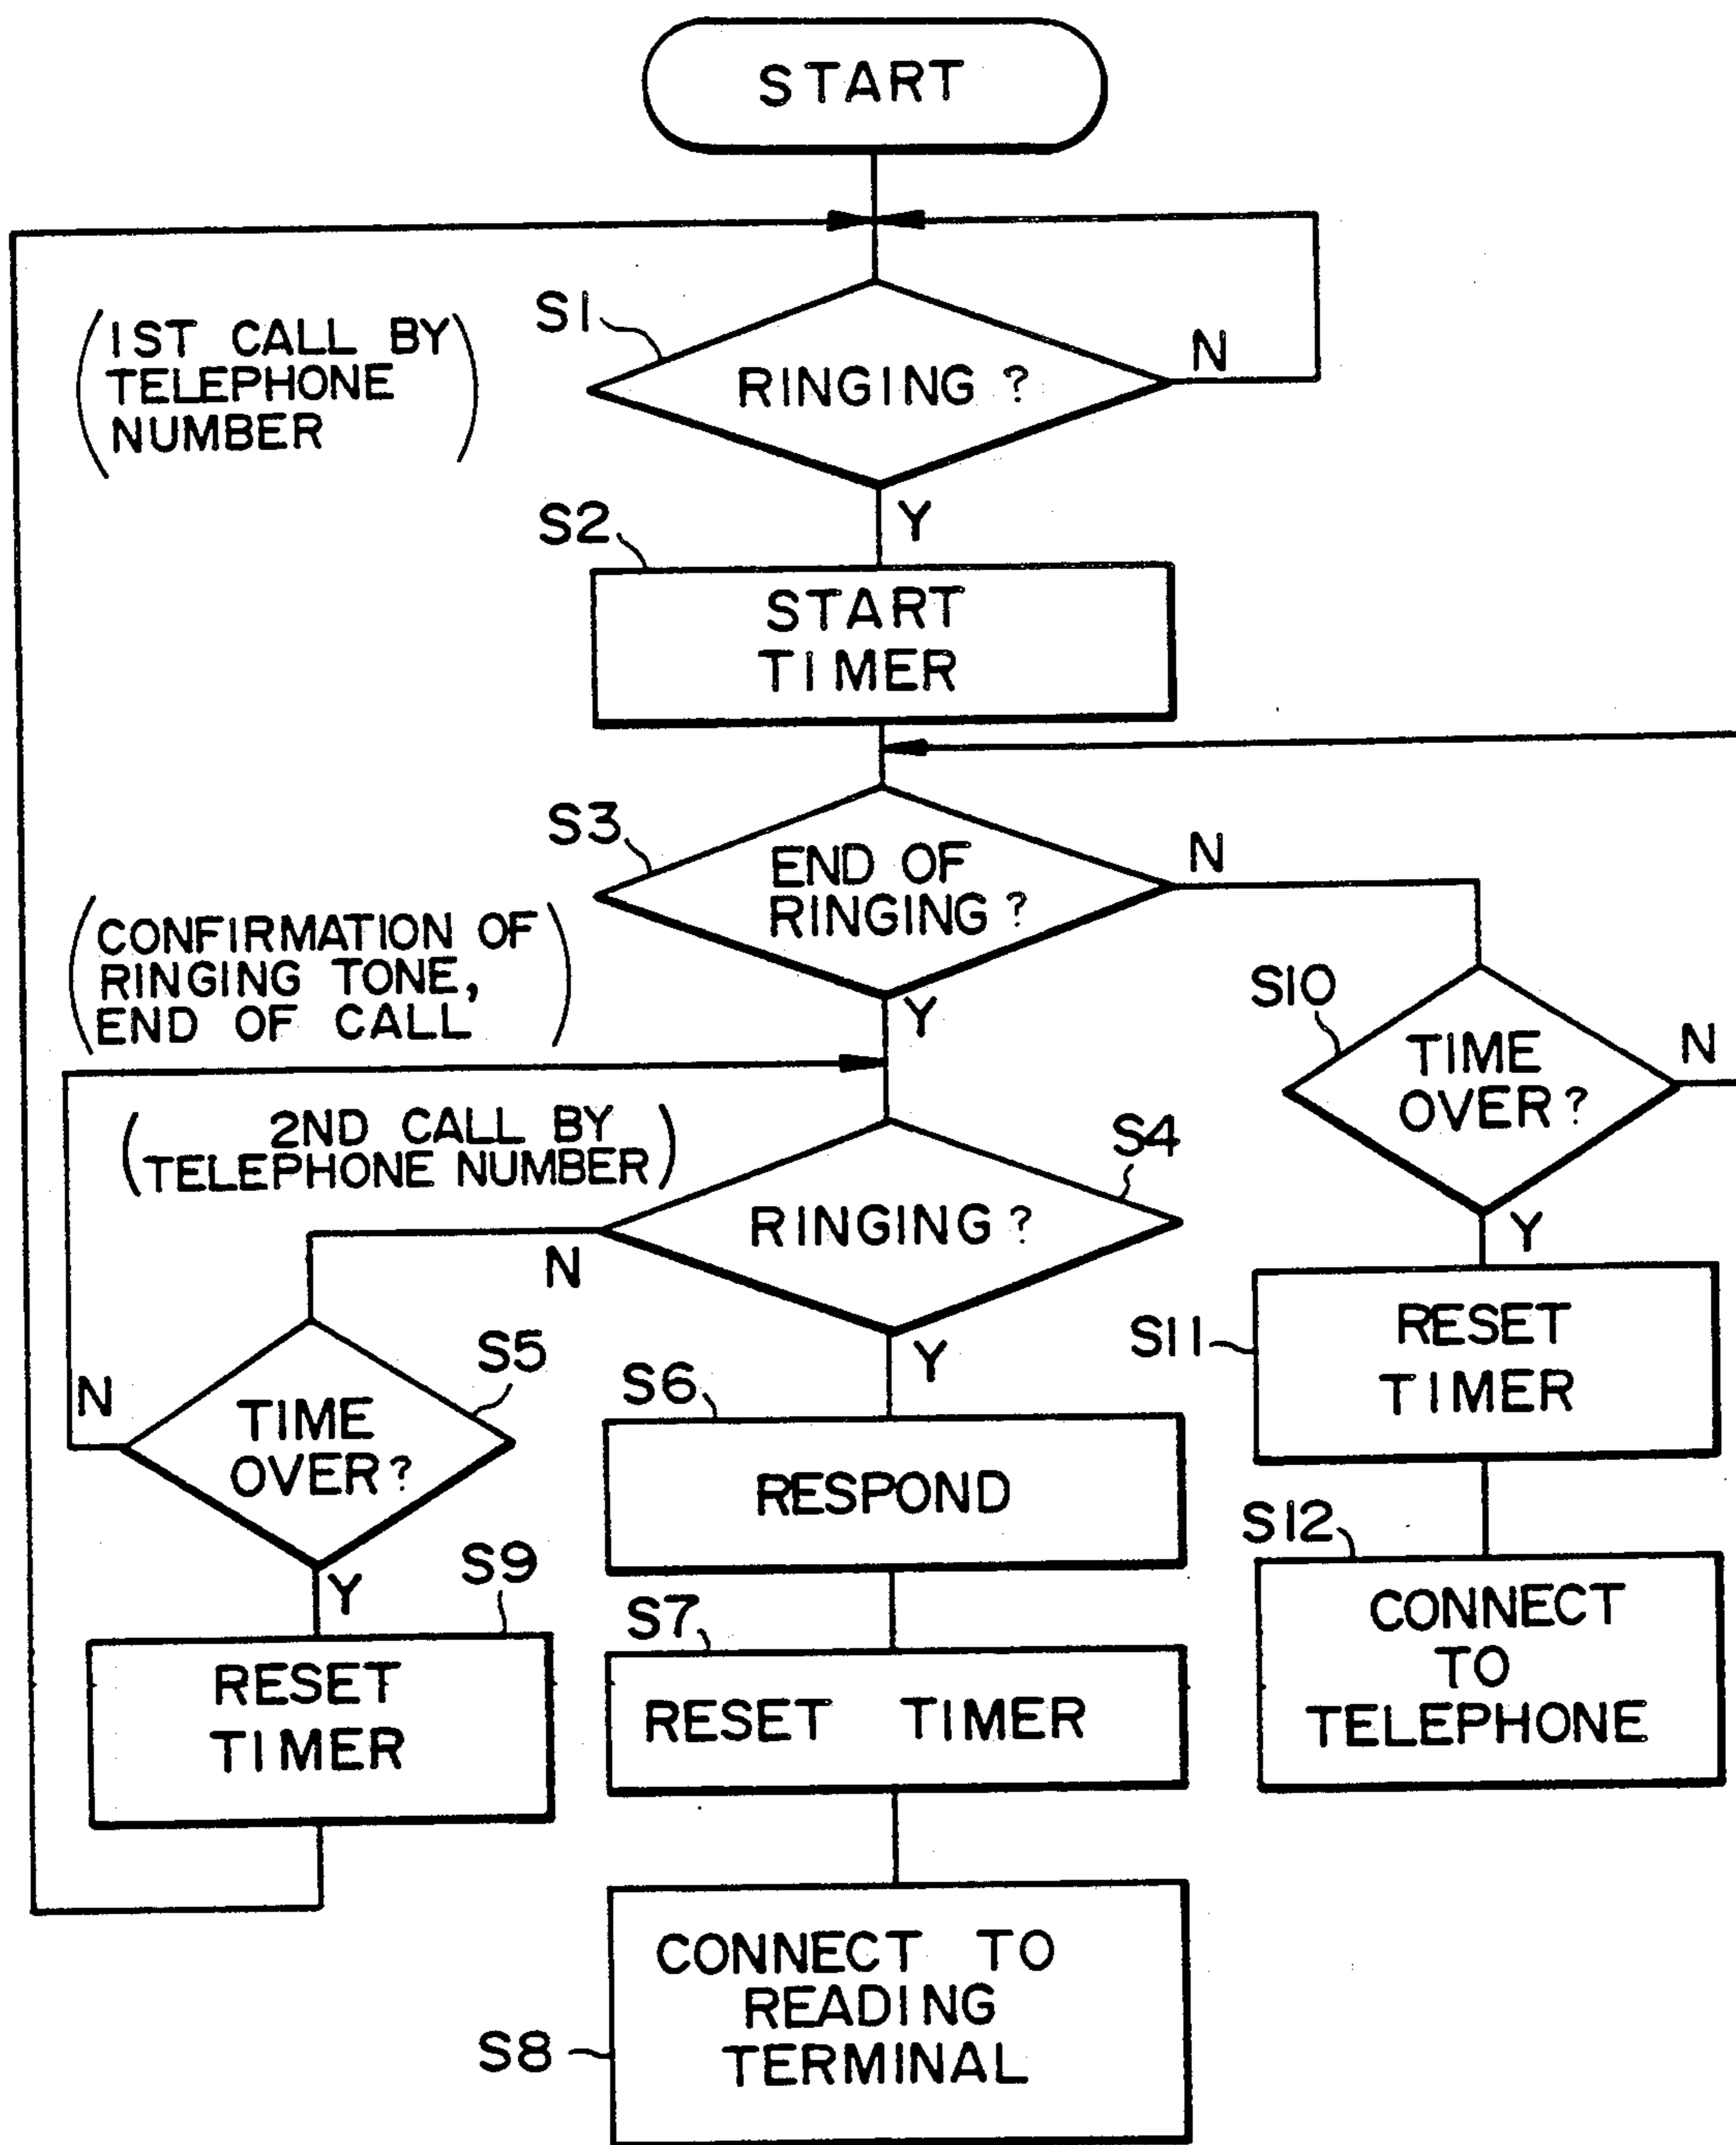 START
S1
(1ST CALL BY
TELEPHONE
NUMBER)
RINGING ?
N
Y
S2
START
TIMER
S3
END OF
RINGING ?
N
Y
(CONFIRMATION OF
RINGING TONE,
END OF CALL)
S10
TIME
OVER ?
N
Y
(2ND CALL BY
TELEPHONE NUMBER)
S4
RINGING ?
N
Y
S5
TIME
OVER ?
N
Y
S6
RESPOND
S11
RESET
TIMER
S9
RESET
TIMER
S7
RESET TIMER
S12
CONNECT
TO
TELEPHONE
S8
CONNECT TO
READING
TERMINAL